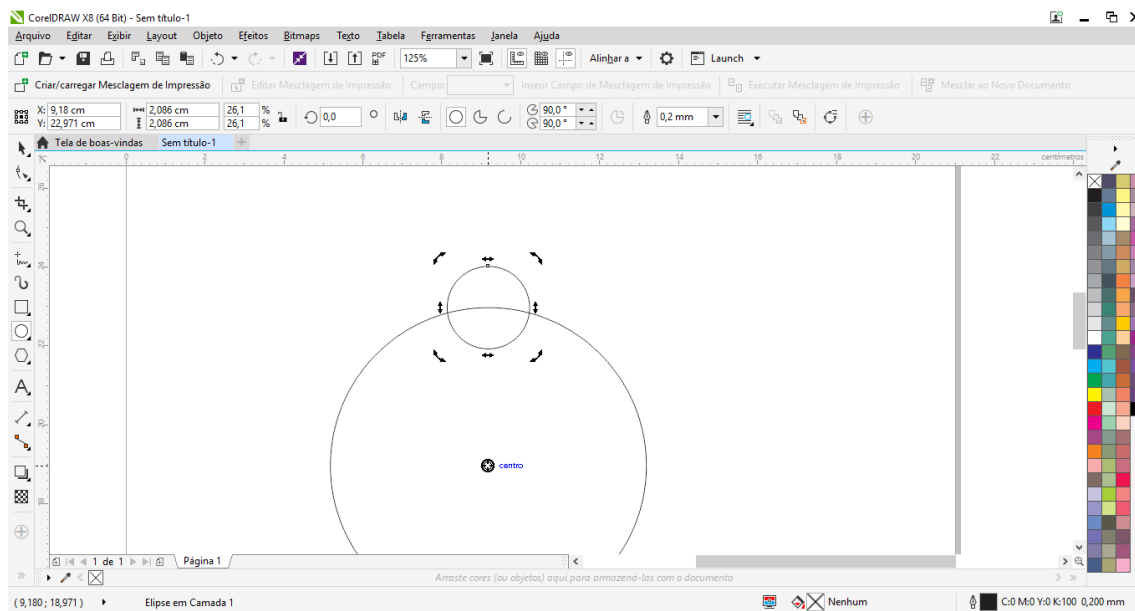 CorelDRAW X8 (64 Bit) - Sem título-1
Arquivo Editar Exibir Layout Objeto Efeitos Bitmaps Texto Tabela Ferramentas Janela Ajuda
PDF 125% Alinhar a Launch
Criar/carregar Mesclagem de Impressão Editar Mesclagem de Impressão Campo: Inserir Campo de Mesclagem de Impressão Executar Mesclagem de Impressão Mesclar ao Novo Documento
X: 9,18 cm 2,086 cm 26,1 % 0,0 ° 90,0 ° 0,2 mm
Y: 22,971 cm 2,086 cm 26,1 % 90,0 °
Tela de boas-vindas Sem título-1
0 2 4 6 8 10 12 14 16 18 20 22 centímetros
26
24
22
20
18
centro
1 de 1 Página 1
Arraste cores (ou objetos) aqui para armazená-las com o documento
( 9,180 ; 18,971 ) Elipse em Camada 1 Nenhum C:0 M:0 Y:0 K:100 0,200 mm